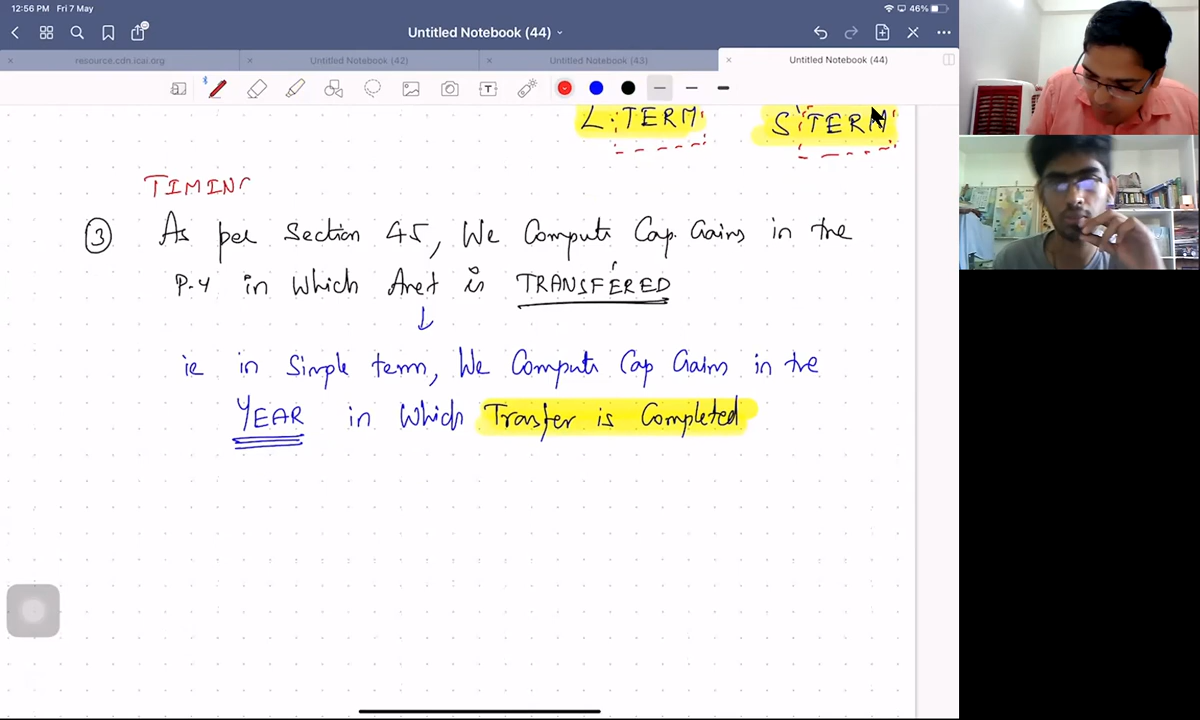 12:56 PM Fri 7 May
46%
Untitled Notebook (44)
resource.cdn.icai.org
Untitled Notebook (42)
Untitled Notebook (43)
Untitled Notebook (44)
T
L: TERM S TERM
TIMING
3 As per Section 45, We Compute Cap. Gains in the
P.Y in Which Asset is TRANSFERED
ie in Simple term, We Compute Cap Gains in the
YEAR in Which Transfer is Completed